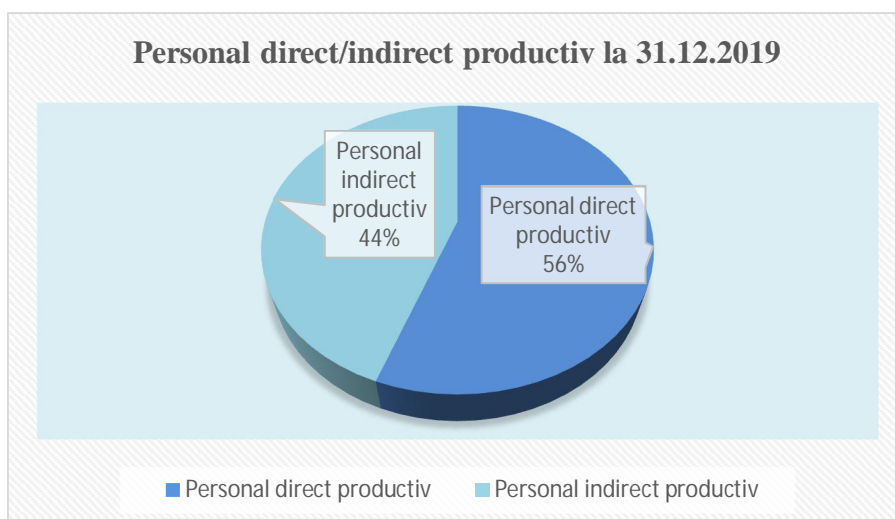 Personal direct/indirect productiv la 31.12.2019
Personal
indirect
productiv
44%
Personal direct
productiv
56%
Personal direct productiv
Personal indirect productiv